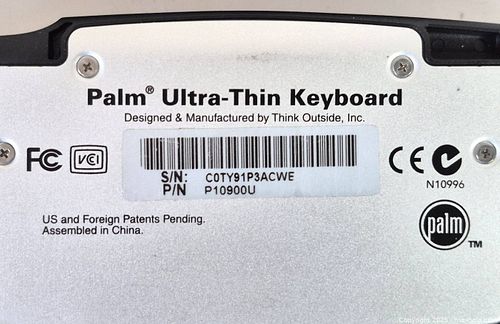 Palm® Ultra-Thin Keyboard
Designed & Manufactured by Think Outside, Inc.
FC VCI
S/N: C0TY91P3ACWE
P/N P10900U
CE
N10996
US and Foreign Patents Pending.
Assembled in China.
palm TM